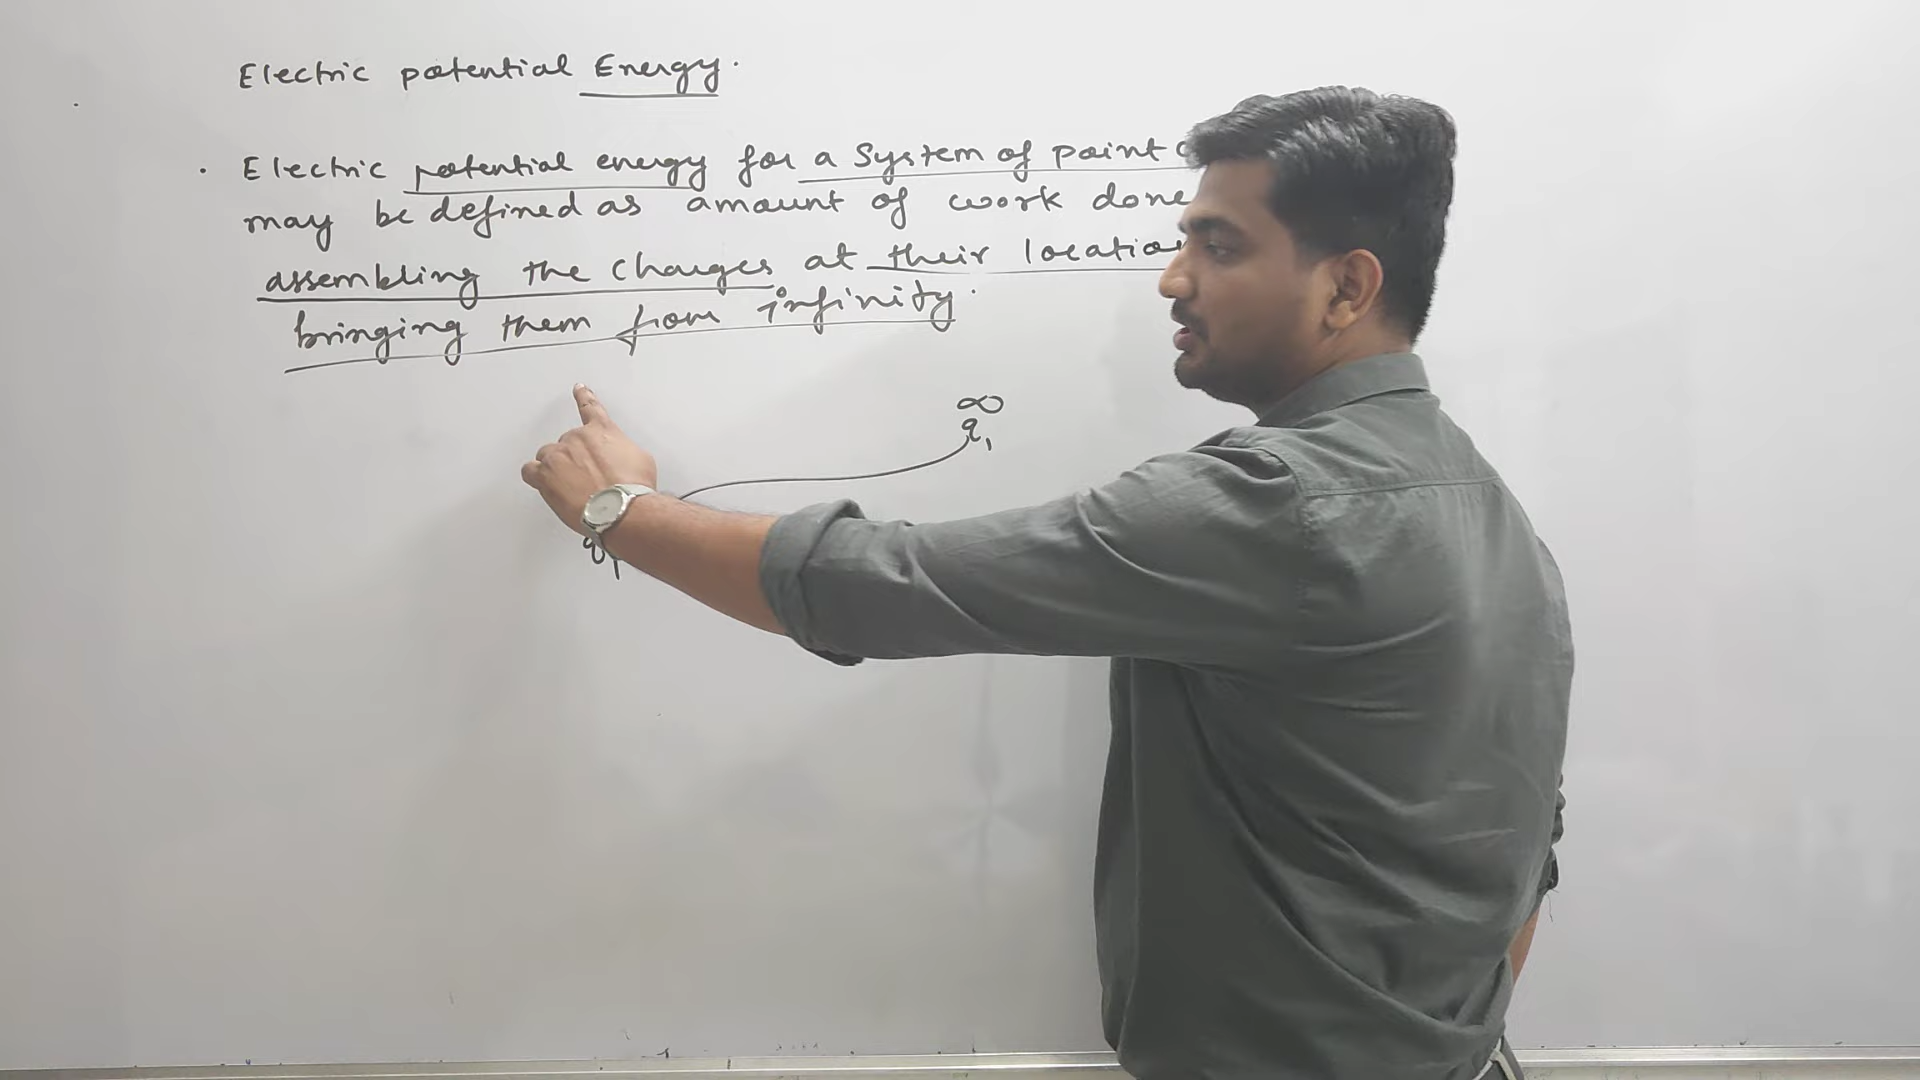 Electric potential Energy.
. Electric potential energy for a system of point
may be defined as amount of work done
assembling the charges at their location
bringing them from infinity.
∞
q1
q1